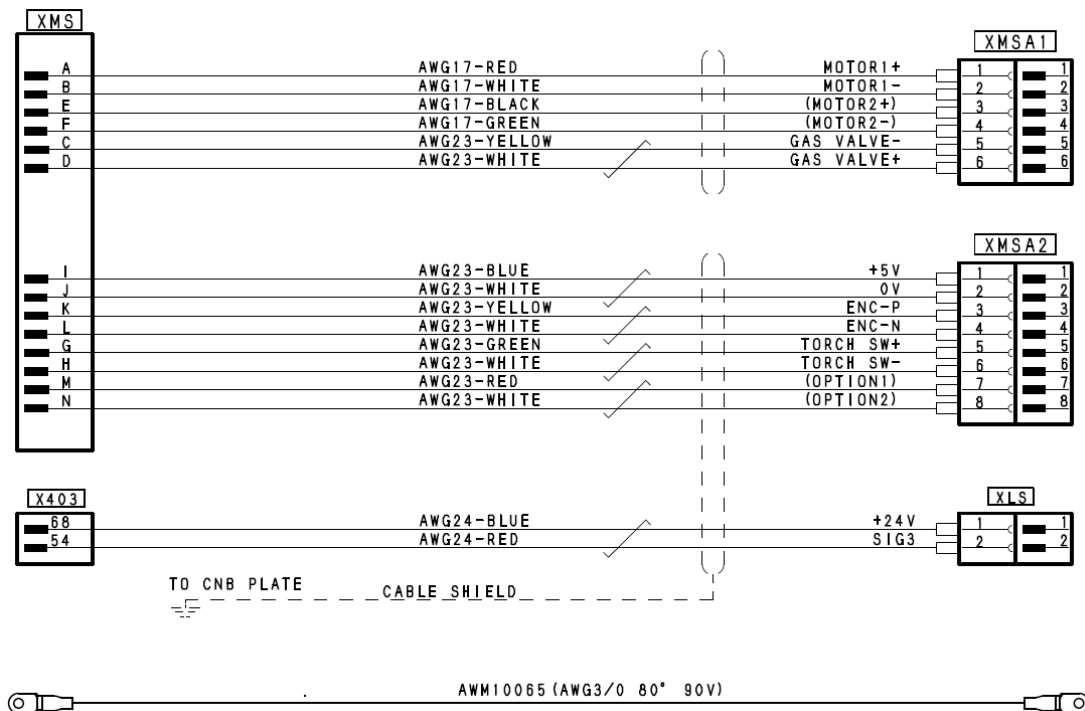 XMS
XMSA1
A AWG17-RED MOTOR1+ 1 1
B AWG17-WHITE MOTOR1- 2 2
E AWG17-BLACK (MOTOR2+) 3 3
F AWG17-GREEN (MOTOR2-) 4 4
C AWG23-YELLOW GAS VALVE- 5 5
D AWG23-WHITE GAS VALVE+ 6 6
XMSA2
I AWG23-BLUE +5V 1 1
J AWG23-WHITE 0V 2 2
K AWG23-YELLOW ENC-P 3 3
L AWG23-WHITE ENC-N 4 4
G AWG23-GREEN TORCH SW+ 5 5
H AWG23-WHITE TORCH SW- 6 6
M AWG23-RED (OPTION1) 7 7
N AWG23-WHITE (OPTION2) 8 8
X403 XLS
68 AWG24-BLUE +24V 1 1
54 AWG24-RED SIG3 2 2
TO CNB PLATE CABLE SHIELD
AWM10065(AWG3/0 80° 90V)